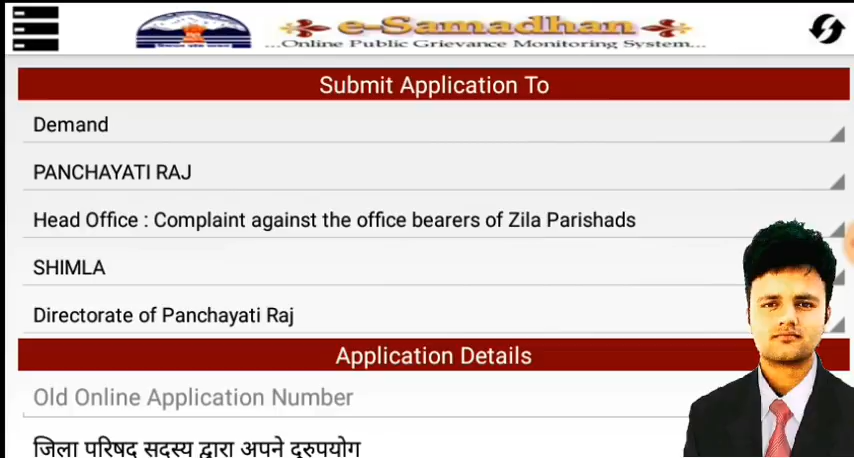 e-Samadhan
...Online Public Grievance Monitoring System...
Submit Application To
Demand
PANCHAYATI RAJ
Head Office : Complaint against the office bearers of Zila Parishads
SHIMLA
Directorate of Panchayati Raj
Application Details
Old Online Application Number
जिला परिषद सदस्य द्वारा अपने दुरुपयोग